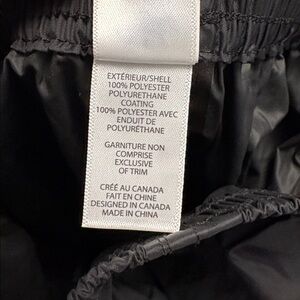 EXTÉRIEUR/SHELL
100% POLYESTER
POLYURETHANE
COATING
100% POLYESTER AVEC
ENDUIT DE
POLYURÉTHANE
GARNITURE NON
COMPRISE
EXCLUSIVE
OF TRIM
CRÉÉ AU CANADA
FAIT EN CHINE
DESIGNED IN CANADA
MADE IN CHINA